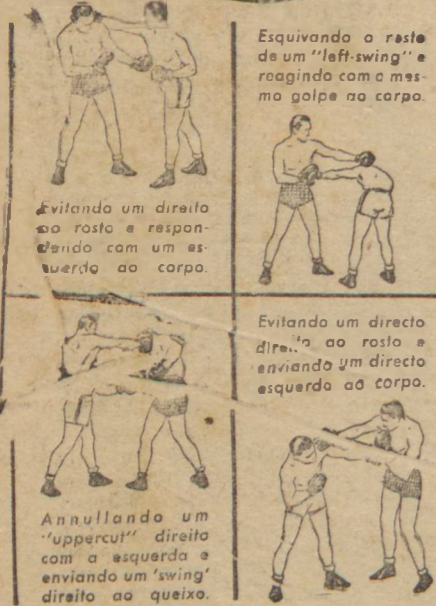 Evitando um direito
ao rosto e respon-
dendo com um es-
querdo ao corpo.
Esquivando o rosto
de um "left-swing" e
reagindo com o mes-
mo golpe ao corpo.
Annullando um
"uppercut" direito
com a esquerda e
enviando um 'swing'
direito ao queixo.
Evitando um directo
direito ao rosto e
enviando um directo
esquerdo ao corpo.